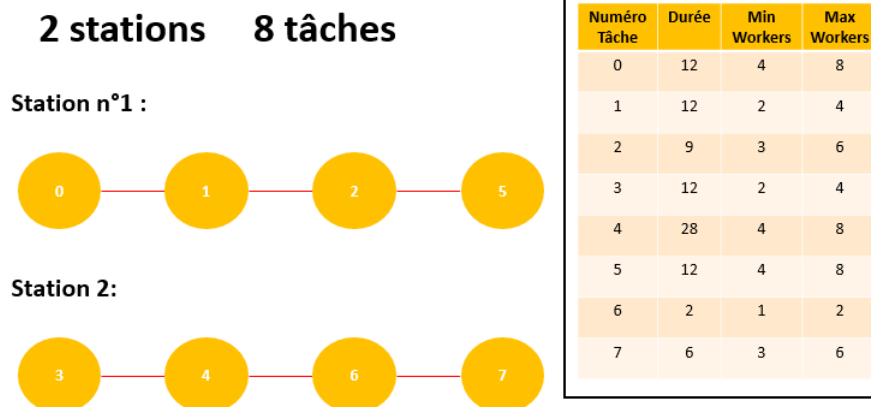 2 stations 8 tâches
Station n°1 :
0 1 2 5
Station 2:
3 4 6 7
Numéro Tâche Durée Min Workers Max Workers
0 12 4 8
1 12 2 4
2 9 3 6
3 12 2 4
4 28 4 8
5 12 4 8
6 2 1 2
7 6 3 6